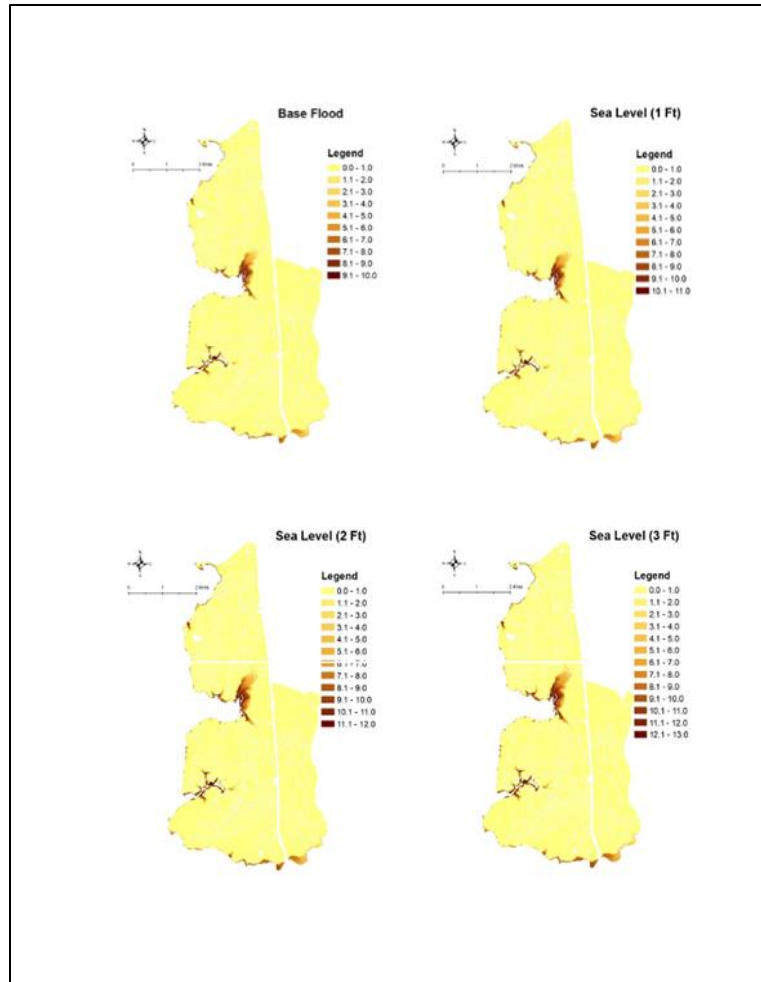 Base Flood
Legend
0.0 - 1.0
1.1 - 2.0
2.1 - 3.0
3.1 - 4.0
4.1 - 5.0
5.1 - 6.0
6.1 - 7.0
7.1 - 8.0
8.1 - 9.0
9.1 - 10.0
Sea Level (1 Ft)
Legend
0.0 - 1.0
1.1 - 2.0
2.1 - 3.0
3.1 - 4.0
4.1 - 5.0
5.1 - 6.0
6.1 - 7.0
7.1 - 8.0
8.1 - 9.0
9.1 - 10.0
10.1 - 11.0
Sea Level (2 Ft)
Legend
0.0 - 1.0
1.1 - 2.0
2.1 - 3.0
3.1 - 4.0
4.1 - 5.0
5.1 - 6.0
6.1 - 7.0
7.1 - 8.0
8.1 - 9.0
9.1 - 10.0
10.1 - 11.0
11.1 - 12.0
Sea Level (3 Ft)
Legend
0.0 - 1.0
1.1 - 2.0
2.1 - 3.0
3.1 - 4.0
4.1 - 5.0
5.1 - 6.0
6.1 - 7.0
7.1 - 8.0
8.1 - 9.0
9.1 - 10.0
10.1 - 11.0
11.1 - 12.0
12.1 - 13.0